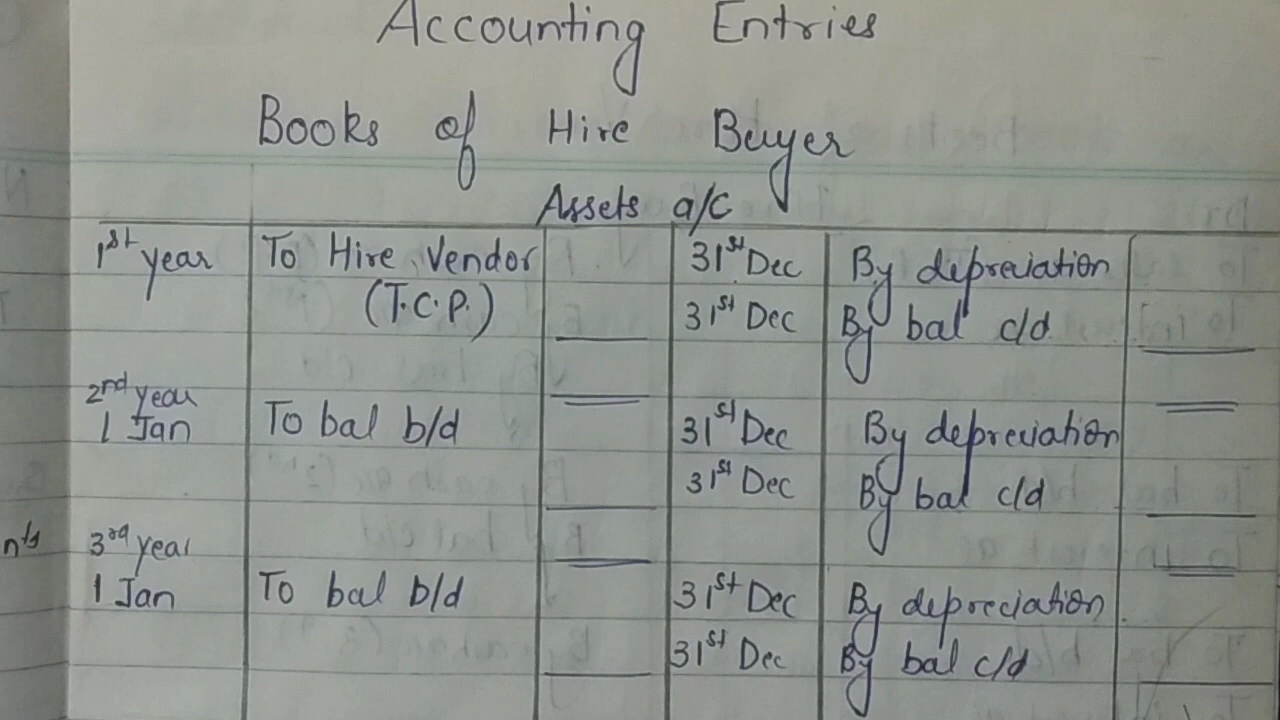 Accounting Entries
Books of Hire Buyer
Assets a/c
1st year To Hire Vendor 31st Dec By depreciation
(T.C.P.) 31st Dec By bal c/d
2nd year
1 Jan To bal b/d 31st Dec By depreciation
31st Dec By bal c/d
3rd year
1 Jan To bal b/d 31st Dec By depreciation
31st Dec By bal c/d